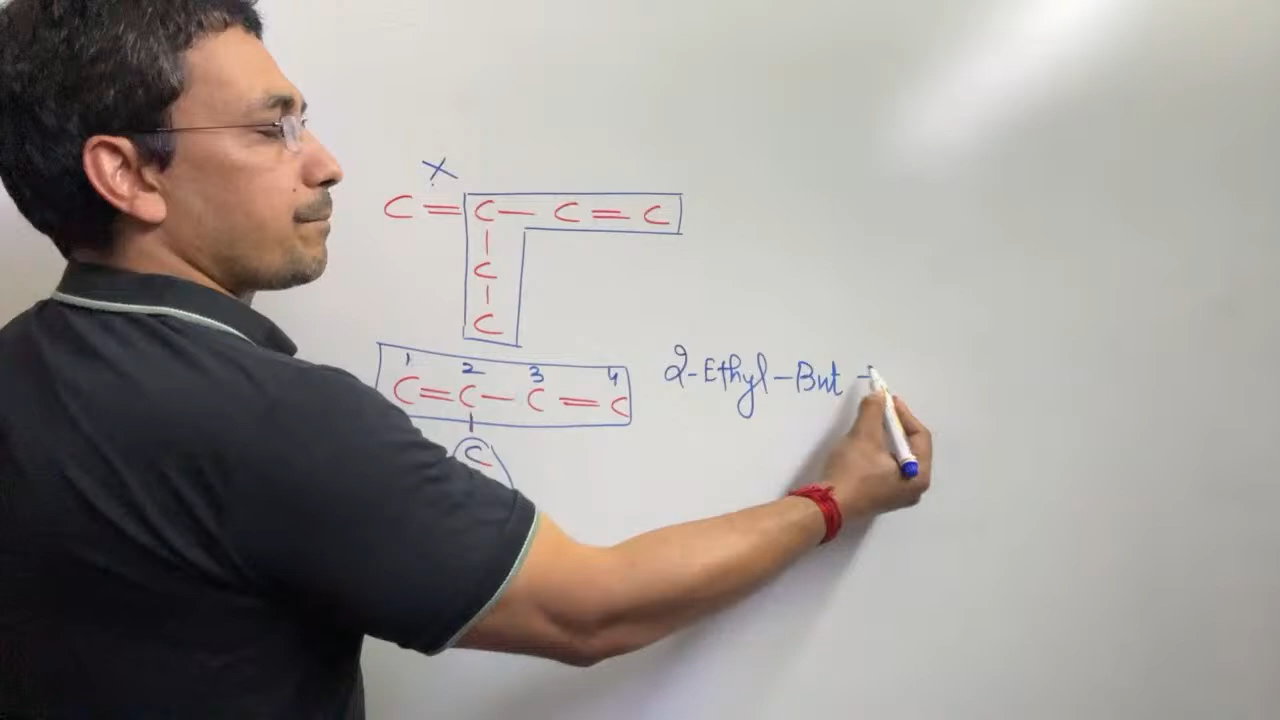 X
C = C – C = C
C
C
1 2 3 4
C = C – C = C 2-Ethyl-But -
C